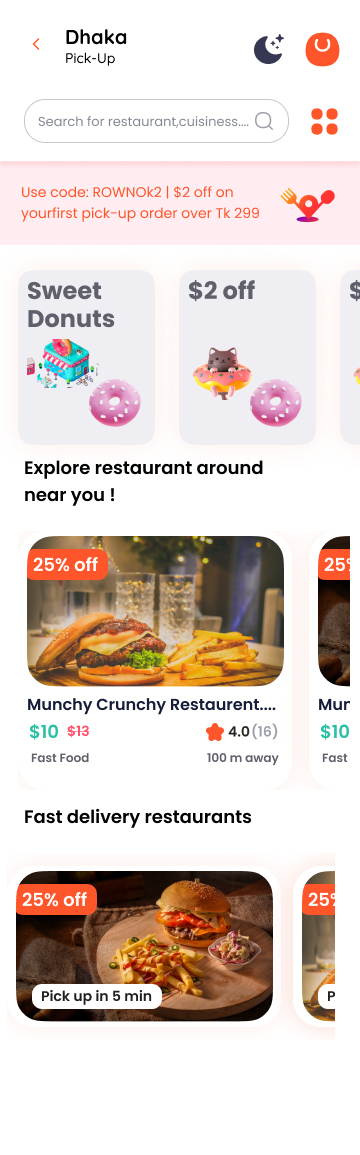 Dhaka
Pick-Up
Search for restaurant,cuisiness....
Use code: ROWNOk2 | $2 off on
yourfirst pick-up order over Tk 299
Sweet
Donuts
$2 off
$
Explore restaurant around
near you !
25% off
25
Munchy Crunchy Restaurent....
Mun
$10 $13
4.0(16)
$10
Fast Food
100 m away
Fast
Fast delivery restaurants
25% off
25
Pick up in 5 min
P